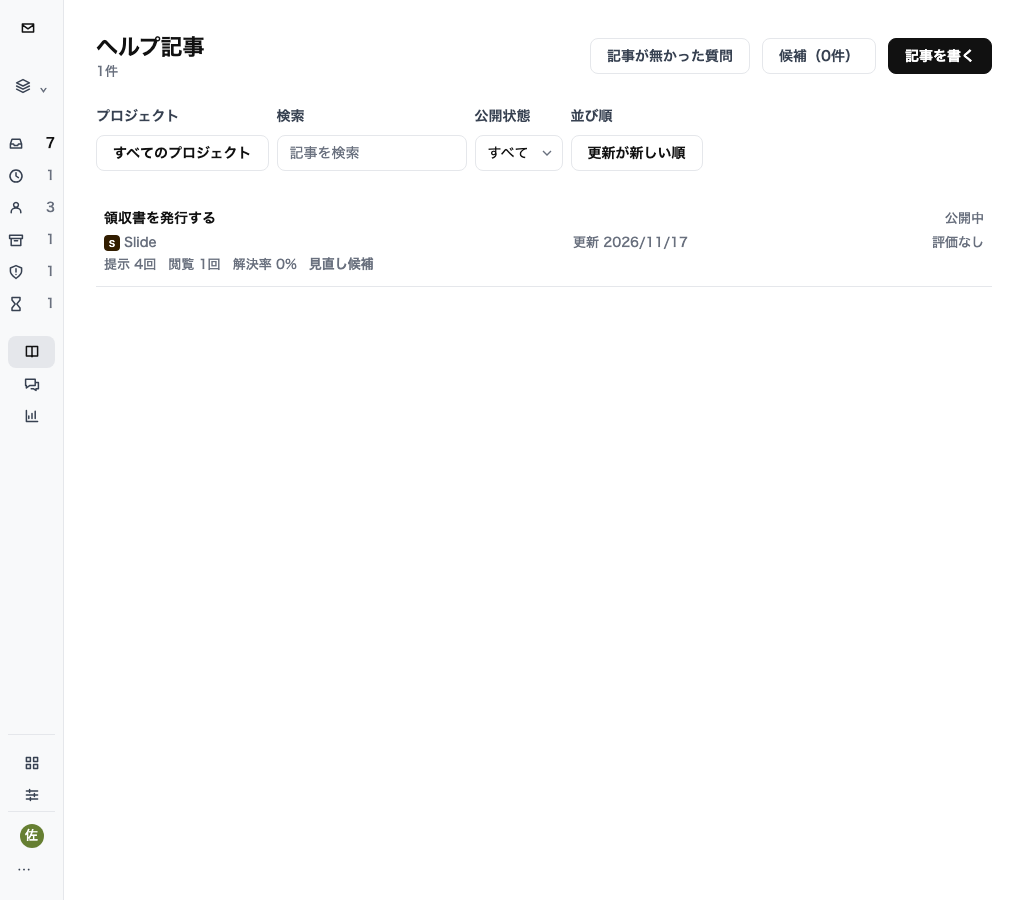 ヘルプ記事
1件
記事が無かった質問
候補（0件）
記事を書く
プロジェクト
検索
公開状態
並び順
すべてのプロジェクト
記事を検索
すべて
更新が新しい順
7
1
3
1
1
1
領収書を発行する
公開中
S Slide
更新 2026/11/17
評価なし
提示 4回 閲覧 1回 解決率 0% 見直し候補
佐
…